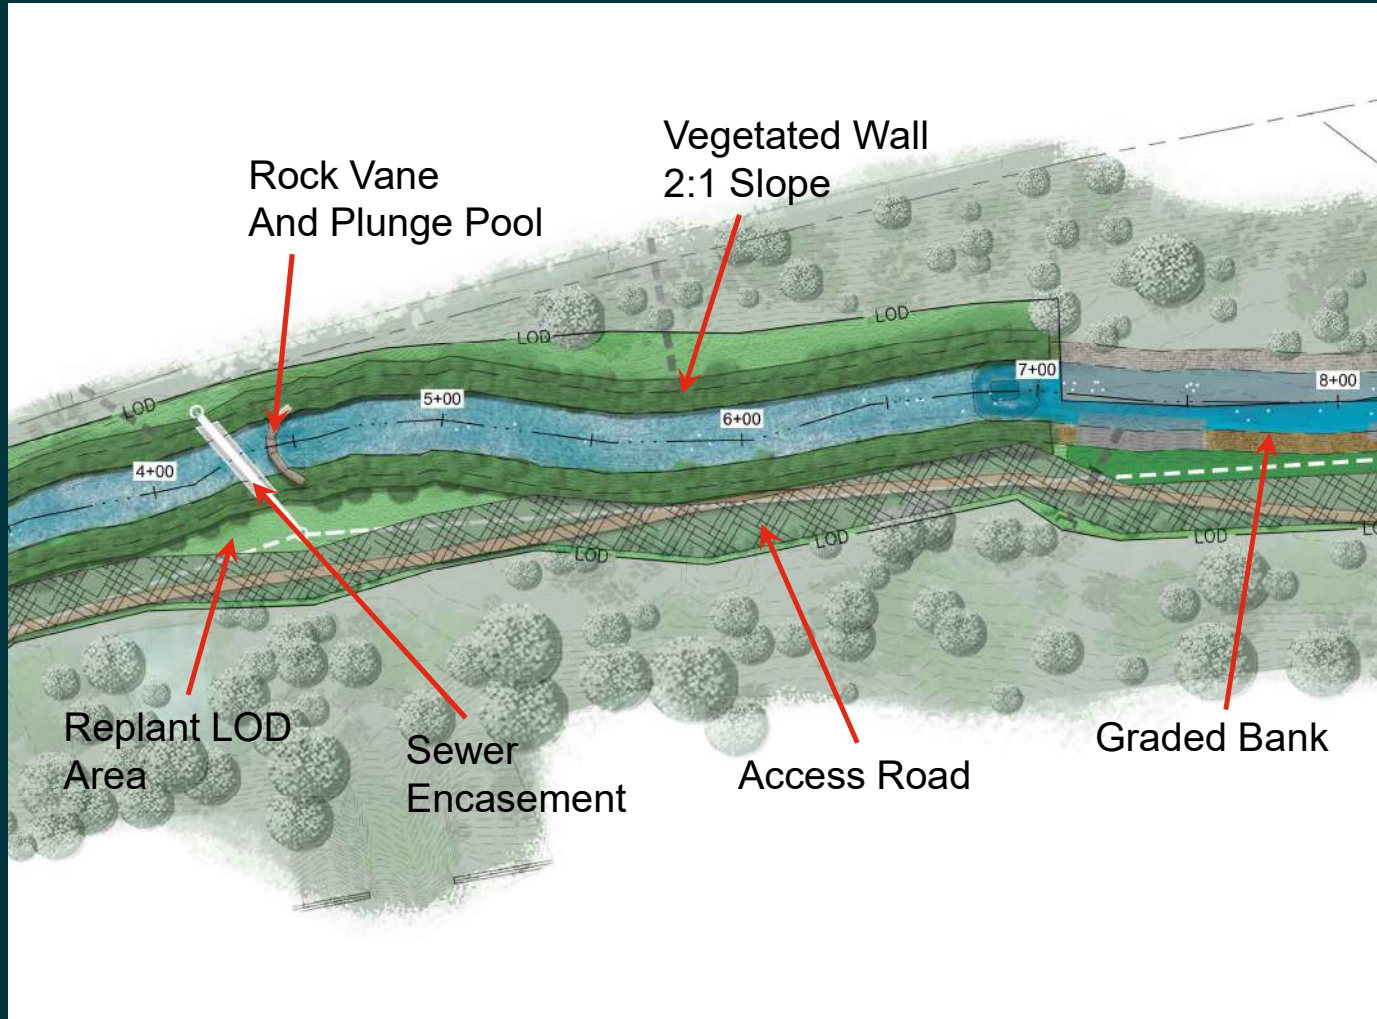 Vegetated Wall
2:1 Slope
Rock Vane
And Plunge Pool
LOD
LOD
LOD
7+00
8+00
5+00
6+00
4+00
LOD
LOD
LOD
LO
Replant LOD
Area
Sewer
Encasement
Access Road
Graded Bank